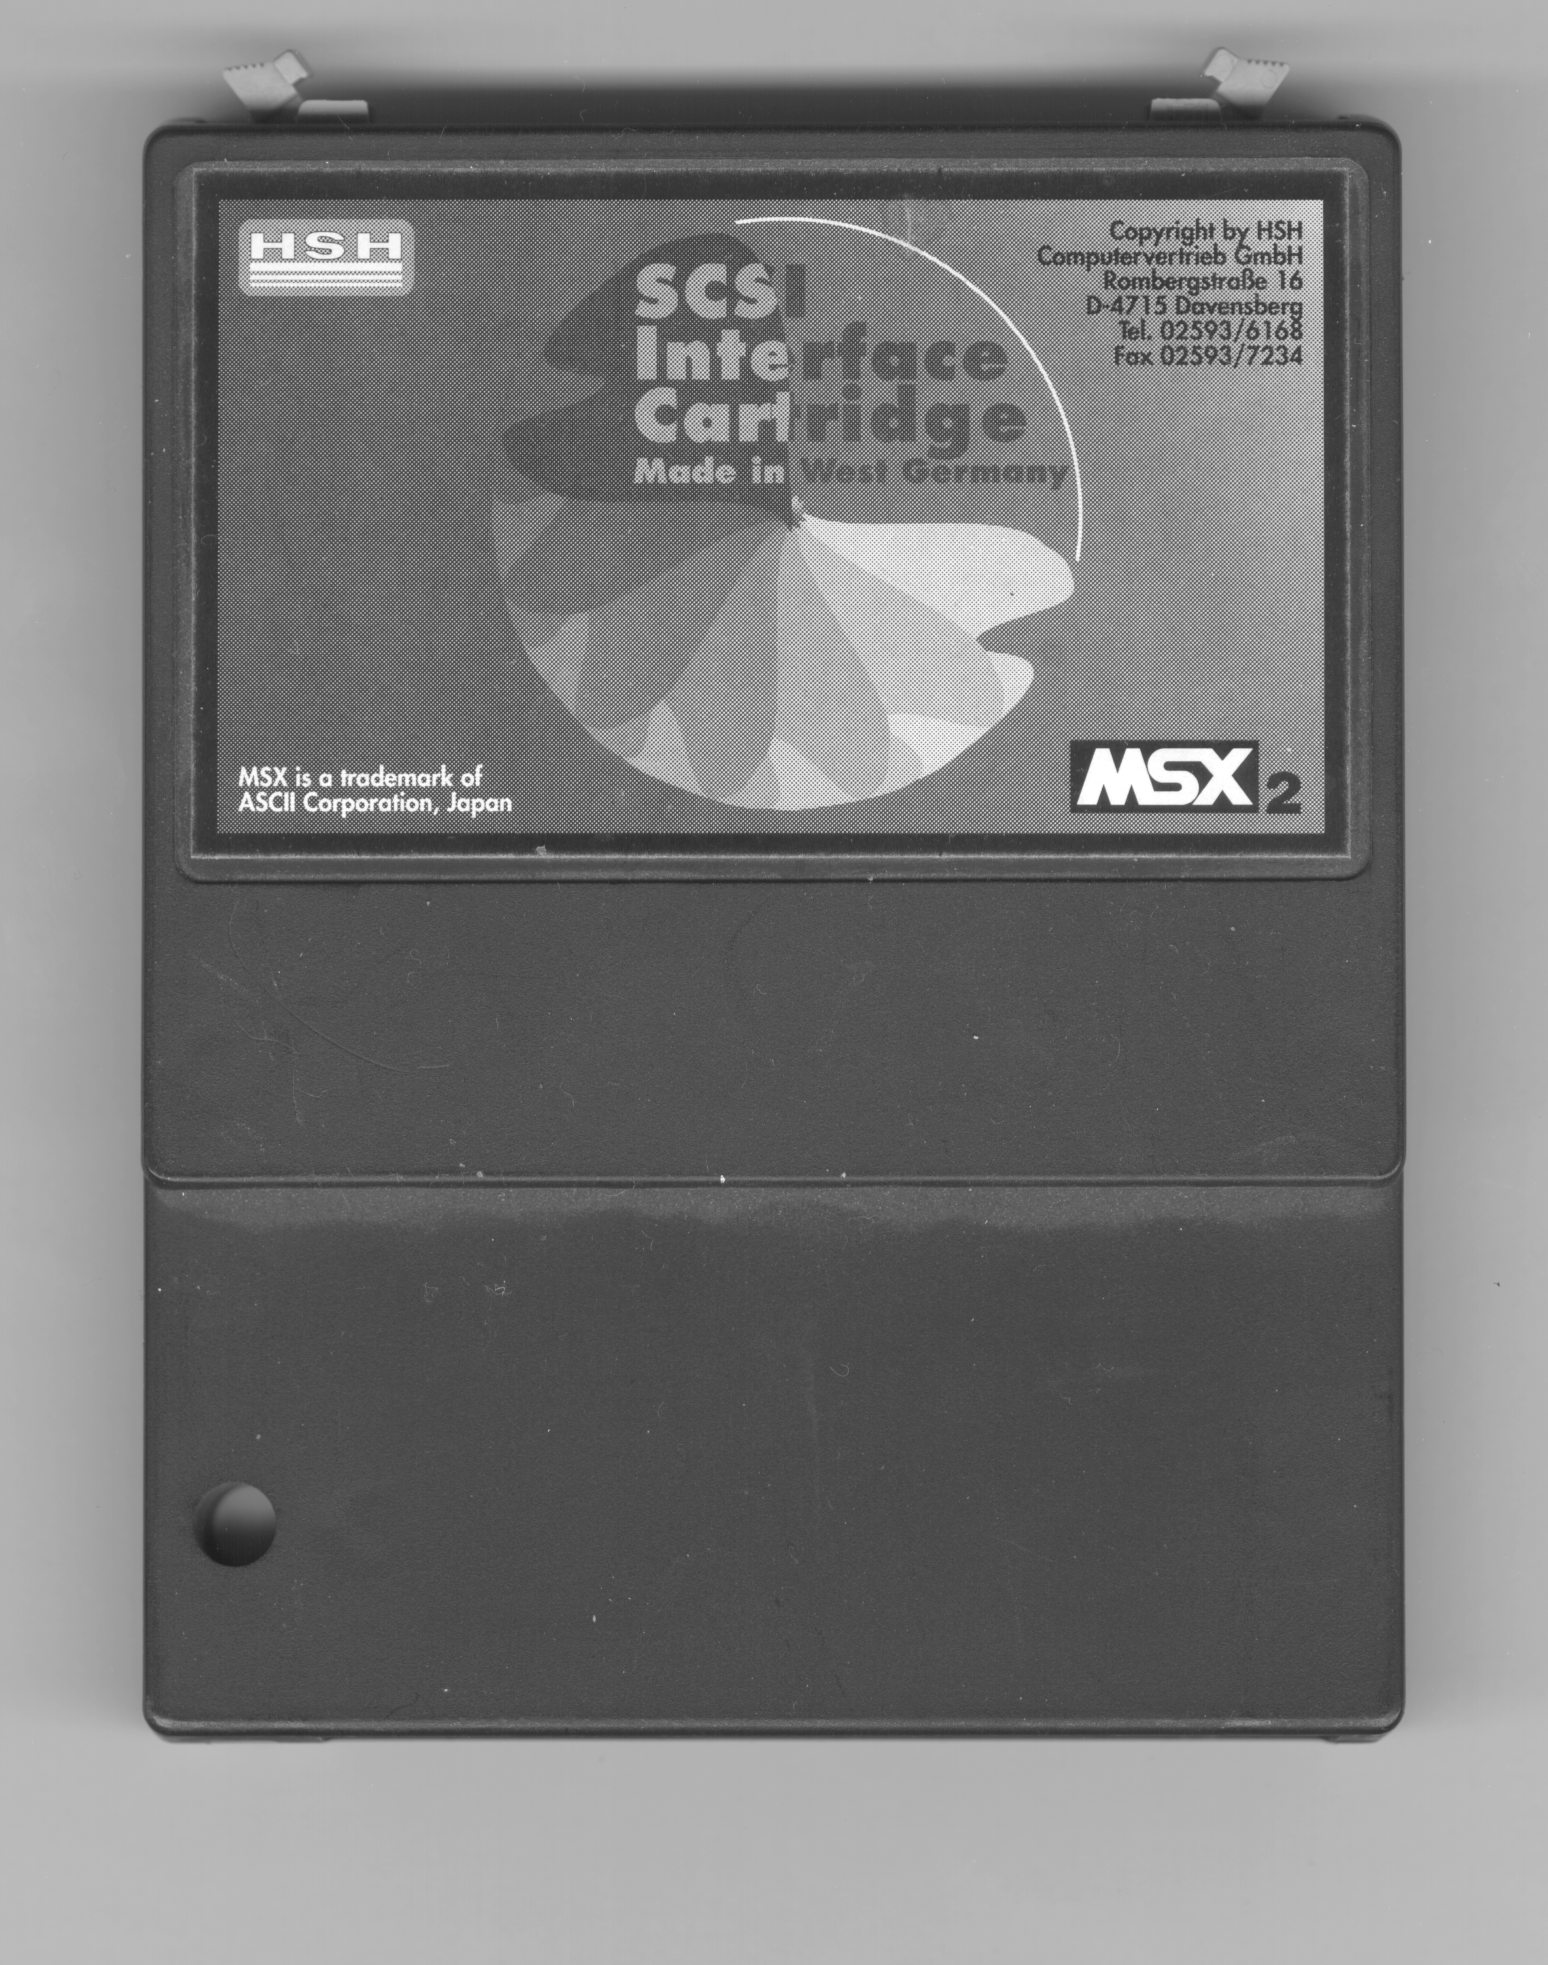 HSH
SCSI
Interface
Cartridge
Made in West Germany
Copyright by HSH
Computervertrieb GmbH
Rombergstraße 16
D-4715 Davensberg
Tel. 02593/6168
Fax 02593/7234
MSX is a trademark of
ASCII Corporation, Japan
MSX 2